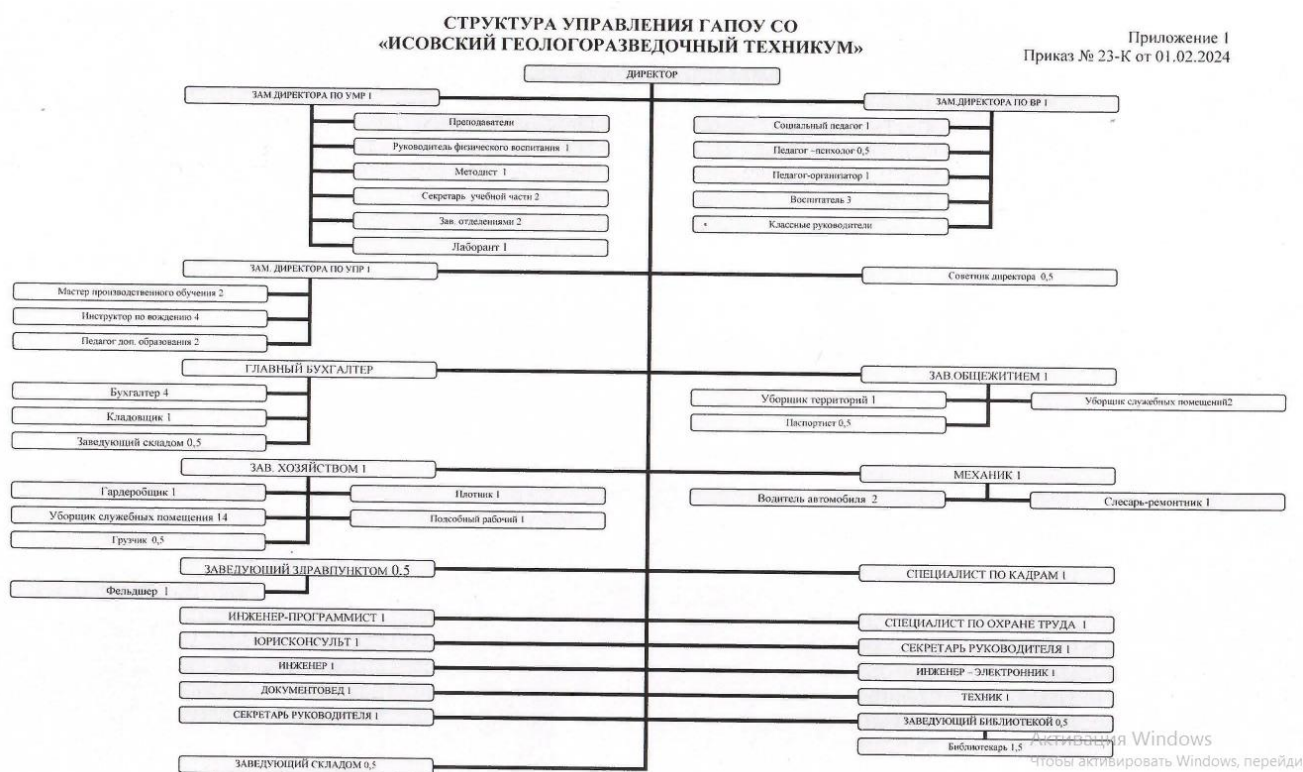 СТРУКТУРА УПРАВЛЕНИЯ ГАПОУ СО
«ИСОВСКИЙ ГЕОЛОГОРАЗВЕДОЧНЫЙ ТЕХНИКУМ»
Приложение 1
Приказ № 23-К от 01.02.2024
ДИРЕКТОР
ЗАМ.ДИРЕКТОРА ПО УМР 1
Преподаватели
Руководитель физического воспитания 1
Методист 1
Секретарь учебной части 2
Зав. отделениями 2
Лаборант 1
ЗАМ.ДИРЕКТОРА ПО ВР 1
Социальный педагог 1
Педагог –психолог 0,5
Педагог-организатор 1
Воспитатель 3
Классные руководители
ЗАМ. ДИРЕКТОРА ПО УПР 1
Мастер производственного обучения 2
Инструктор по вождению 4
Педагог доп. образования 2
Советник директора 0,5
ГЛАВНЫЙ БУХГАЛТЕР
Бухгалтер 4
Кладовщик 1
Заведующий складом 0,5
ЗАВ.ОБЩЕЖИТИЕМ 1
Уборщик территорий 1
Уборщик служебных помещений2
Паспортист 0,5
ЗАВ. ХОЗЯЙСТВОМ 1
Гардеробщик 1
Плотник 1
Уборщик служебных помещения 14
Подсобный рабочий 1
Грузчик 0,5
МЕХАНИК 1
Водитель автомобиля 2
Слесарь-ремонтник 1
ЗАВЕДУЮЩИЙ ЗДРАВПУНКТОМ 0.5
Фельдшер 1
СПЕЦИАЛИСТ ПО КАДРАМ 1
ИНЖЕНЕР-ПРОГРАММИСТ 1
СПЕЦИАЛИСТ ПО ОХРАНЕ ТРУДА 1
ЮРИСКОНСУЛЬТ 1
СЕКРЕТАРЬ РУКОВОДИТЕЛЯ 1
ИНЖЕНЕР 1
ИНЖЕНЕР – ЭЛЕКТРОННИК 1
ДОКУМЕНТОВЕД 1
ТЕХНИК 1
СЕКРЕТАРЬ РУКОВОДИТЕЛЯ 1
ЗАВЕДУЮЩИЙ БИБЛИОТЕКОЙ 0,5
Библиотекарь 1,5
ЗАВЕДУЮЩИЙ СКЛАДОМ 0,5
Активация Windows
Чтобы активировать Windows, перейди